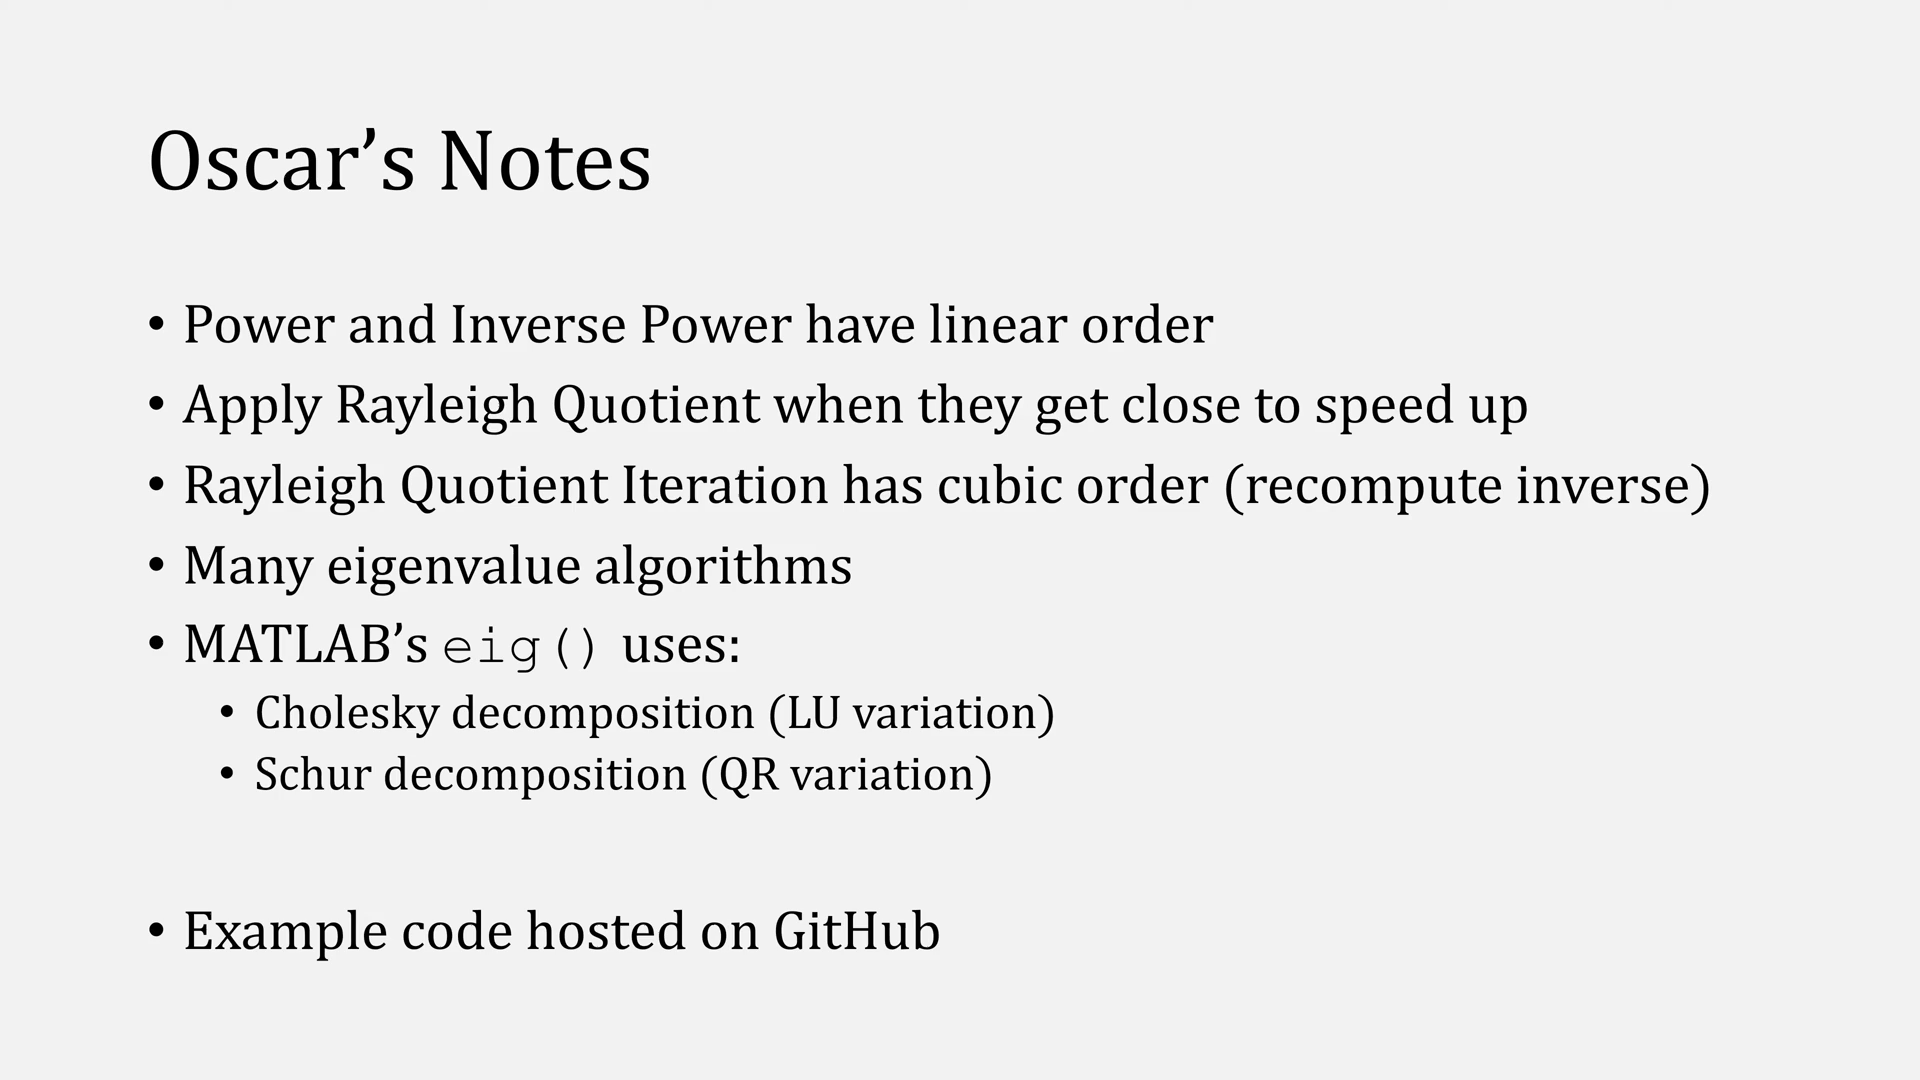 Oscar’s Notes
• Power and Inverse Power have linear order
• Apply Rayleigh Quotient when they get close to speed up
• Rayleigh Quotient Iteration has cubic order (recompute inverse)
• Many eigenvalue algorithms
• MATLAB’s eig() uses:
• Cholesky decomposition (LU variation)
• Schur decomposition (QR variation)
• Example code hosted on GitHub